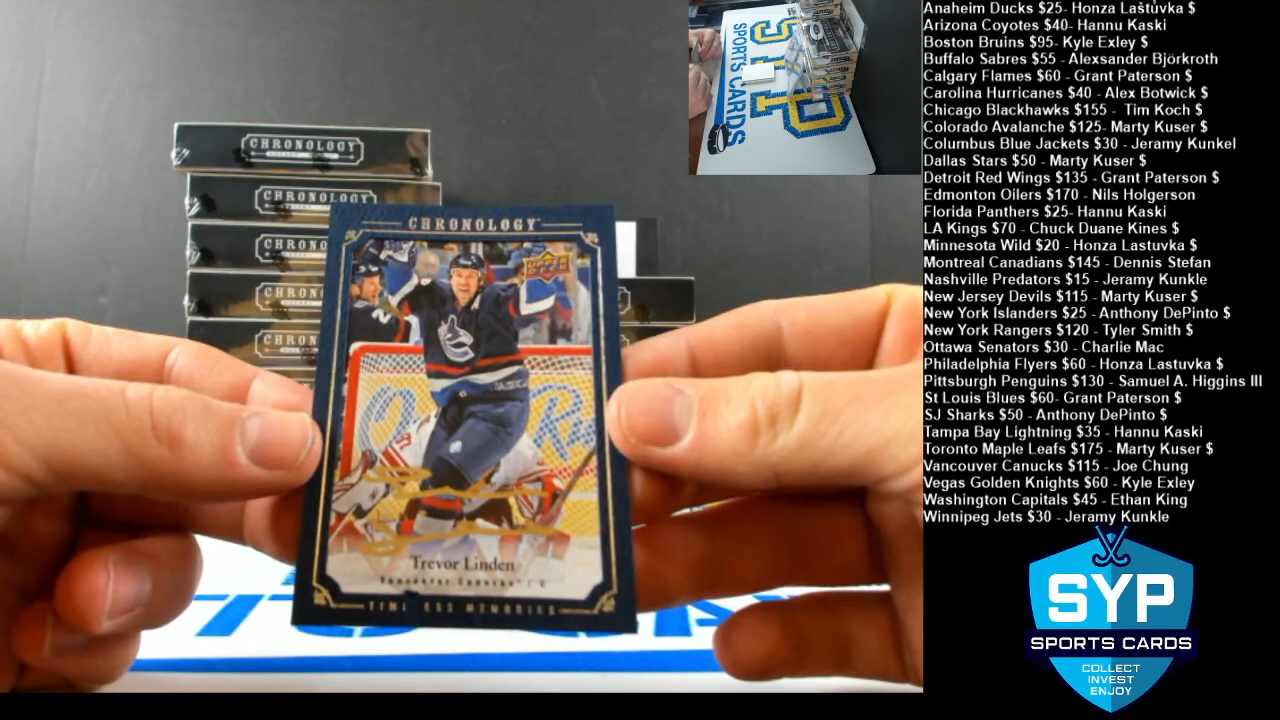 CHRONOLOGY
CHRONOLOGY
CHRONOLOGY
CHRONOLOGY
CHRON
CHRONOLOGY
UPPER DECK
Trevor Linden
Vancouver Canucks / C
TIMELESS MEMORIES
SPORTS CARDS
SYP
Anaheim Ducks $25- Honza Laštuvka $
Arizona Coyotes $40- Hannu Kaski
Boston Bruins $95- Kyle Exley $
Buffalo Sabres $55 - Alexsander Björkroth
Calgary Flames $60 - Grant Paterson $
Carolina Hurricanes $40 - Alex Botwick $
Chicago Blackhawks $155 - Tim Koch $
Colorado Avalanche $125- Marty Kuser $
Columbus Blue Jackets $30 - Jeramy Kunkel
Dallas Stars $50 - Marty Kuser $
Detroit Red Wings $135 - Grant Paterson $
Edmonton Oilers $170 - Nils Holgerson
Florida Panthers $25- Hannu Kaski
LA Kings $70 - Chuck Duane Kines $
Minnesota Wild $20 - Honza Lastuvka $
Montreal Canadians $145 - Dennis Stefan
Nashville Predators $15 - Jeramy Kunkle
New Jersey Devils $115 - Marty Kuser $
New York Islanders $25 - Anthony DePinto $
New York Rangers $120 - Tyler Smith $
Ottawa Senators $30 - Charlie Mac
Philadelphia Flyers $60 - Honza Lastuvka $
Pittsburgh Penguins $130 - Samuel A. Higgins III
St Louis Blues $60- Grant Paterson $
SJ Sharks $50 - Anthony DePinto $
Tampa Bay Lightning $35 - Hannu Kaski
Toronto Maple Leafs $175 - Marty Kuser $
Vancouver Canucks $115 - Joe Chung
Vegas Golden Knights $60 - Kyle Exley
Washington Capitals $45 - Ethan King
Winnipeg Jets $30 - Jeramy Kunkle
SYP
SPORTS CARDS
COLLECT
INVEST
ENJOY